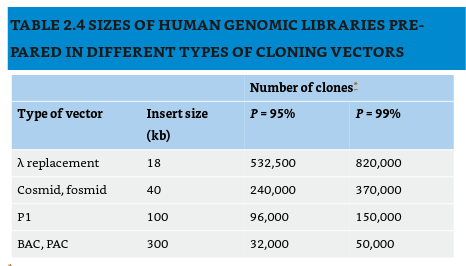 TABLE 2.4 SIZES OF HUMAN GENOMIC LIBRARIES PRE-
PARED IN DIFFERENT TYPES OF CLONING VECTORS
Number of clones
Type of vector Insert size (kb) P = 95% P = 99%
λ replacement 18 532,500 820,000
Cosmid, fosmid 40 240,000 370,000
P1 100 96,000 150,000
BAC, PAC 300 32,000 50,000